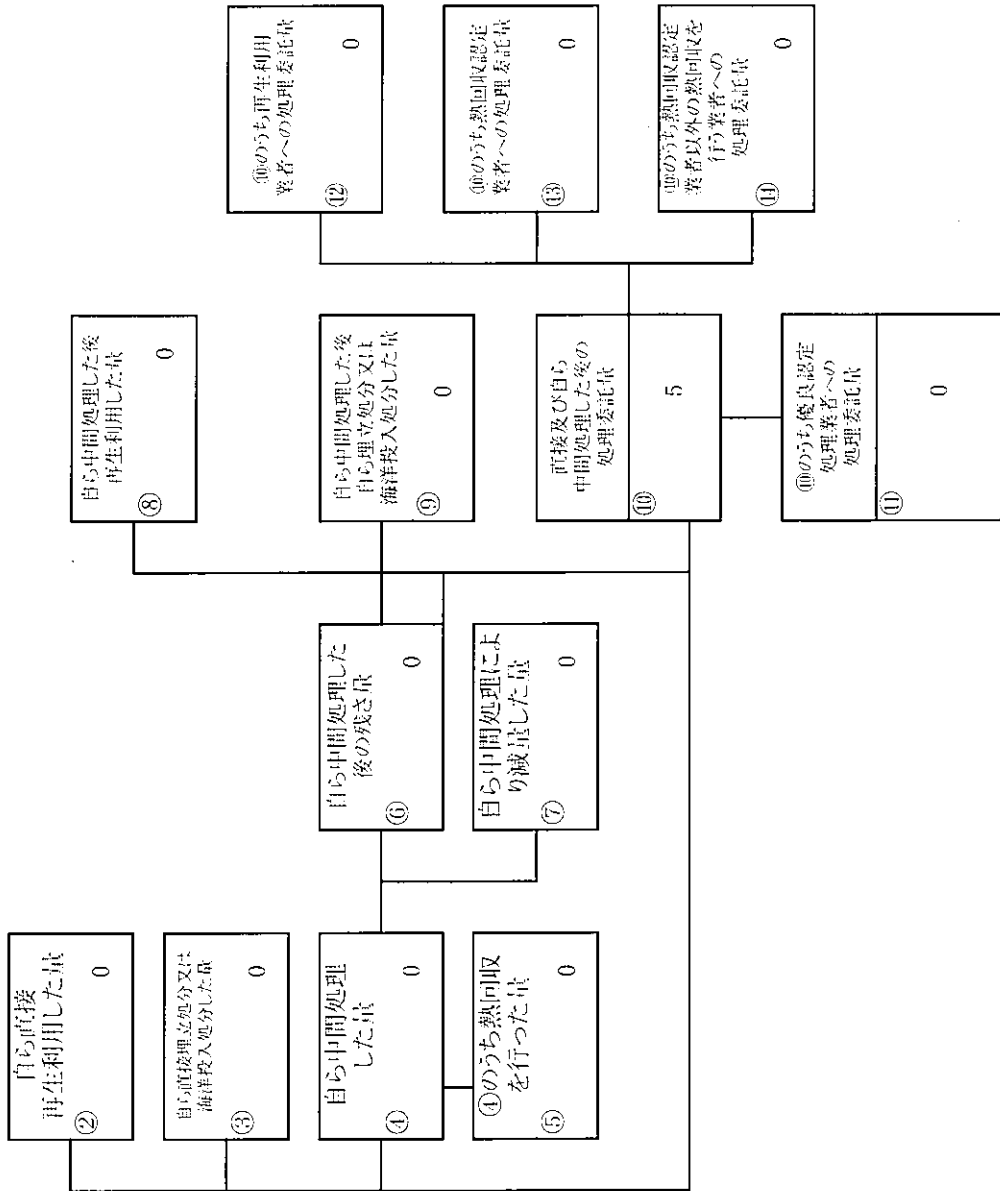 自ら直接
再生利用した量
②
0
自ら直接埋立処分又は
海洋投入処分した量
③
0
自ら中間処理
した量
④
0
④のうち熱回収
を行った量
⑤
0
自ら中間処理した
後の残さ量
⑥
0
自ら中間処理によ
り減量した量
⑦
0
自ら中間処理した後
再生利用した量
⑧
0
自ら中間処理した後
自ら埋立処分又は
海洋投入処分した量
⑨
0
直接及び自ら
中間処理した後の
処理委託量
⑩
5
⑩のうち優良認定
処理業者への
処理委託量
⑪
0
⑩のうち再生利用
業者への処理委託量
⑫
0
⑩のうち熱回収認定
業者への処理委託量
⑬
0
⑩のうち熱回収認定
業者以外の熱回収を
行う業者への
処理委託量
⑭
0